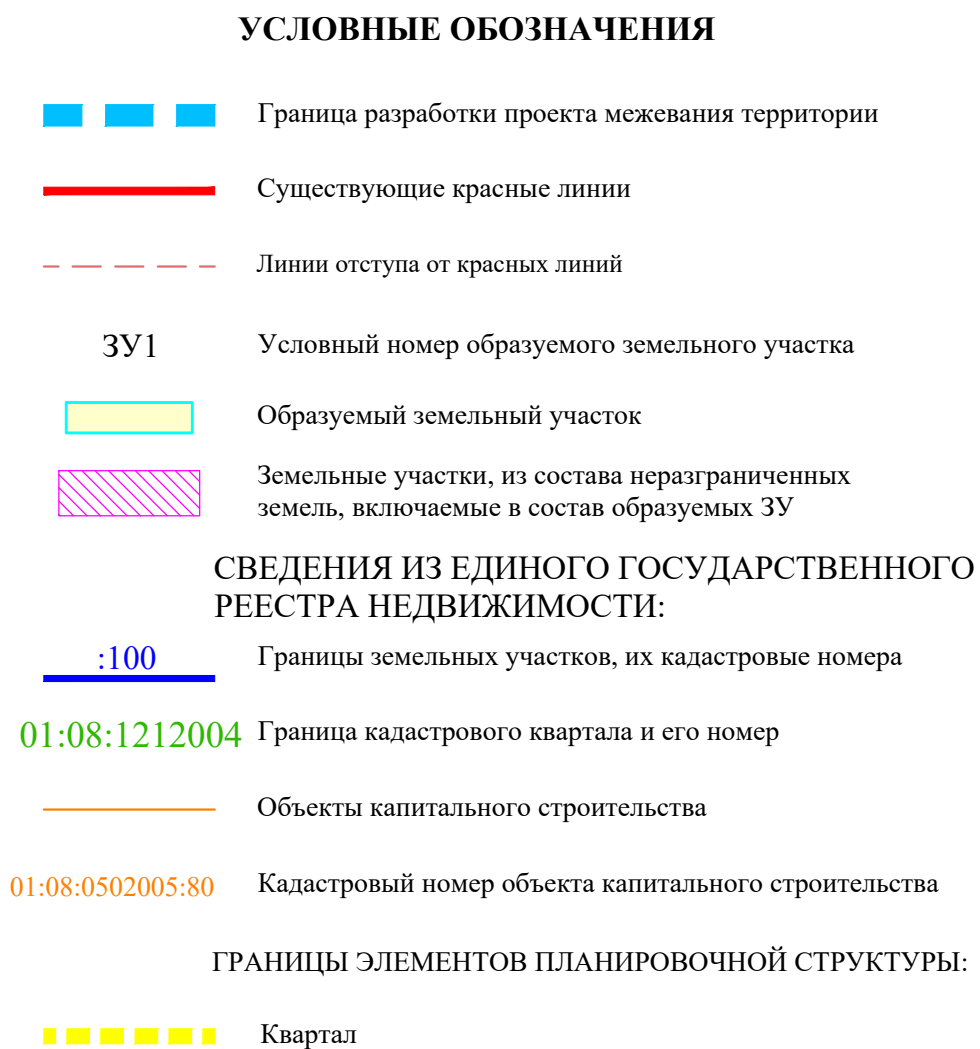 УСЛОВНЫЕ ОБОЗНАЧЕНИЯ
Граница разработки проекта межевания территории
Существующие красные линии
Линии отступа от красных линий
ЗУ1 Условный номер образуемого земельного участка
Образуемый земельный участок
Земельные участки, из состава неразграниченных
земель, включаемые в состав образуемых ЗУ
СВЕДЕНИЯ ИЗ ЕДИНОГО ГОСУДАРСТВЕННОГО
РЕЕСТРА НЕДВИЖИМОСТИ:
:100 Границы земельных участков, их кадастровые номера
01:08:1212004 Граница кадастрового квартала и его номер
Объекты капитального строительства
01:08:0502005:80 Кадастровый номер объекта капитального строительства
ГРАНИЦЫ ЭЛЕМЕНТОВ ПЛАНИРОВОЧНОЙ СТРУКТУРЫ:
Квартал